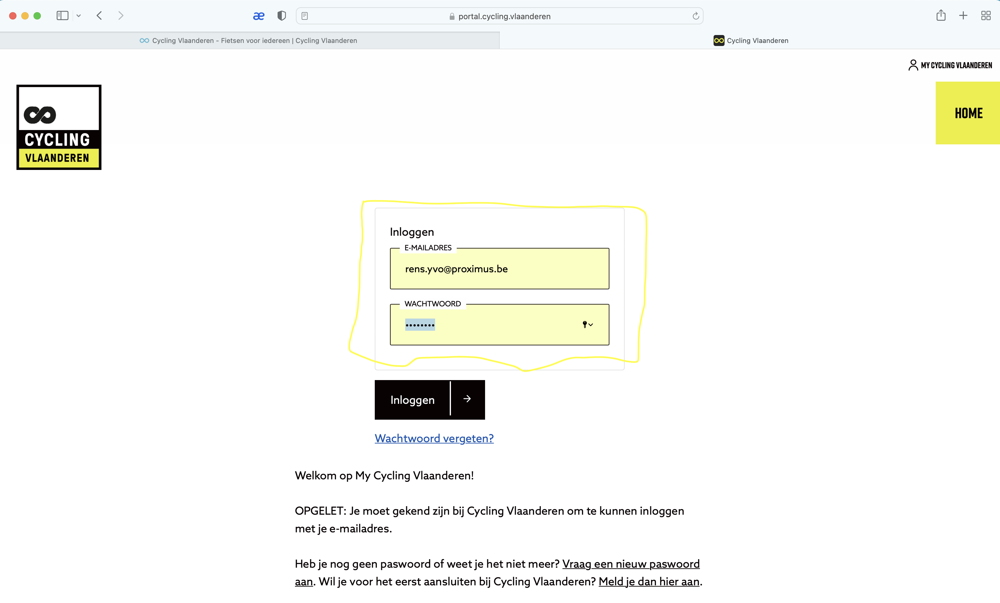 æ
portal.cycling.vlaanderen
Cycling Vlaanderen - Fietsen voor iedereen | Cycling Vlaanderen
Cycling Vlaanderen
MY CYCLING VLAANDEREN
CYCLING
VLAANDEREN
HOME
Inloggen
E-MAILADRES
rens.yvo@proximus.be
WACHTWOORD
••••••••
Inloggen →
Wachtwoord vergeten?
Welkom op My Cycling Vlaanderen!
OPGELET: Je moet gekend zijn bij Cycling Vlaanderen om te kunnen inloggen
met je e-mailadres.
Heb je nog geen paswoord of weet je het niet meer? Vraag een nieuw paswoord
aan. Wil je voor het eerst aansluiten bij Cycling Vlaanderen? Meld je dan hier aan.